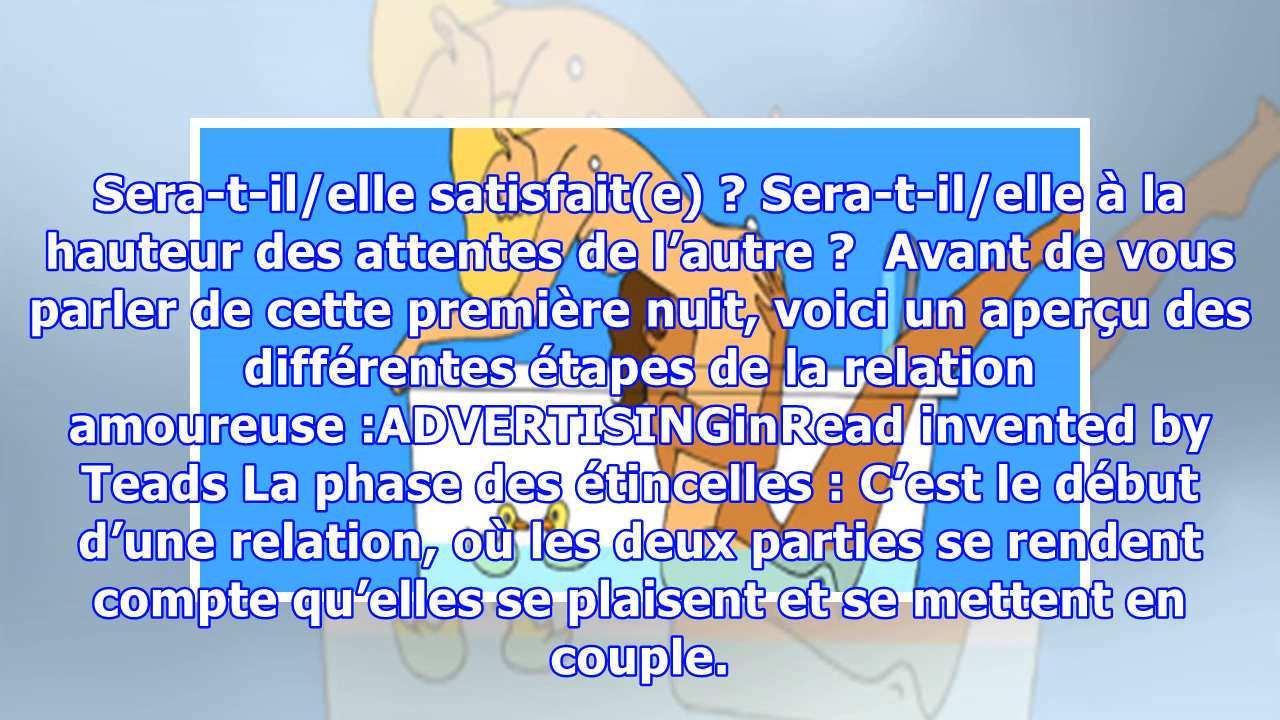 Sera-t-il/elle satisfait(e) ? Sera-t-il/elle à la
hauteur des attentes de l’autre ?  Avant de vous
parler de cette première nuit, voici un aperçu des
différentes étapes de la relation
amoureuse :ADVERTISINGinRead invented by
Teads La phase des étincelles : C’est le début
d’une relation, où les deux parties se rendent
compte qu’elles se plaisent et se mettent en
couple.